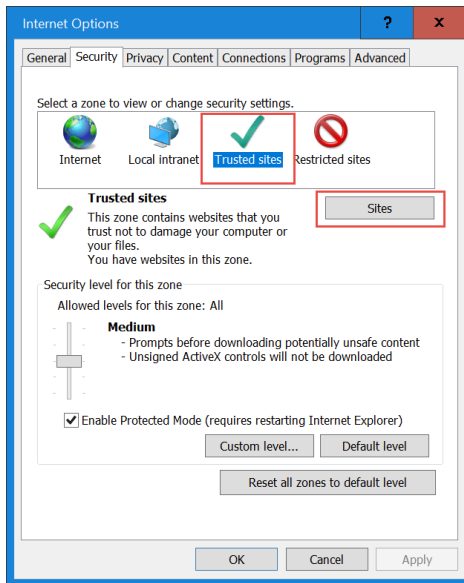 Internet Options
?
x
General Security Privacy Content Connections Programs Advanced
Select a zone to view or change security settings.
Internet Local intranet Trusted sites Restricted sites
Trusted sites
Sites
This zone contains websites that you
trust not to damage your computer or
your files.
You have websites in this zone.
Security level for this zone
Allowed levels for this zone: All
Medium
- Prompts before downloading potentially unsafe content
- Unsigned ActiveX controls will not be downloaded
Enable Protected Mode (requires restarting Internet Explorer)
Custom level... Default level
Reset all zones to default level
OK Cancel Apply